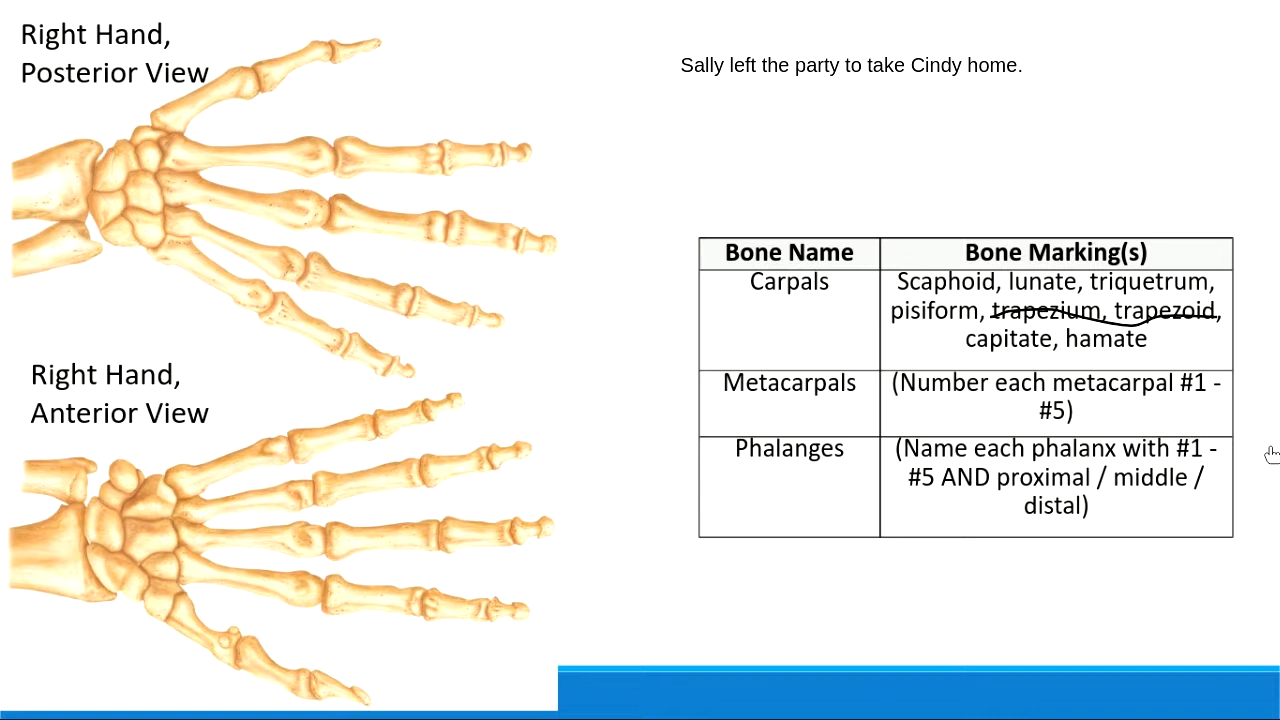 Right Hand,
Posterior View
Sally left the party to take Cindy home.
Bone Name
Bone Marking(s)
Carpals
Scaphoid, lunate, triquetrum,
pisiform, trapezium, trapezoid,
capitate, hamate
Metacarpals
(Number each metacarpal #1 -
#5)
Phalanges
(Name each phalanx with #1 -
#5 AND proximal / middle /
distal)
Right Hand,
Anterior View